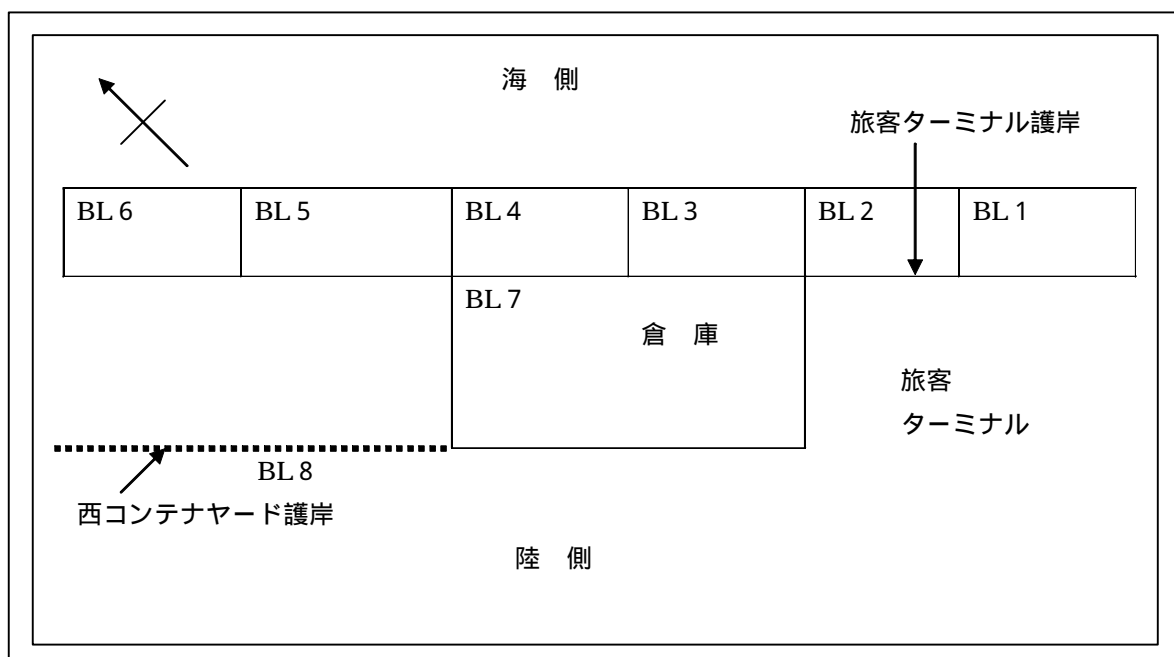 海 側
旅客ターミナル護岸
BL 6
BL 5
BL 4
BL 3
BL 2
BL 1
BL 7
倉 庫
旅客
ターミナル
BL 8
西コンテナヤード護岸
陸 側